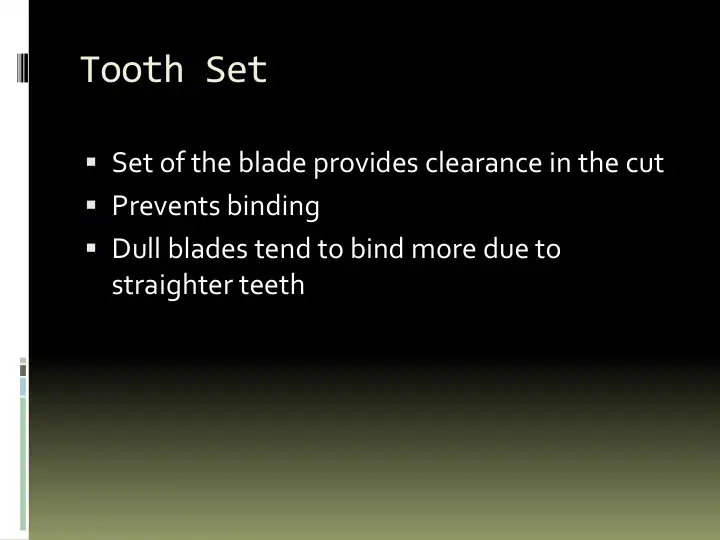 Tooth Set
▪ Set of the blade provides clearance in the cut
▪ Prevents binding
▪ Dull blades tend to bind more due to
straighter teeth